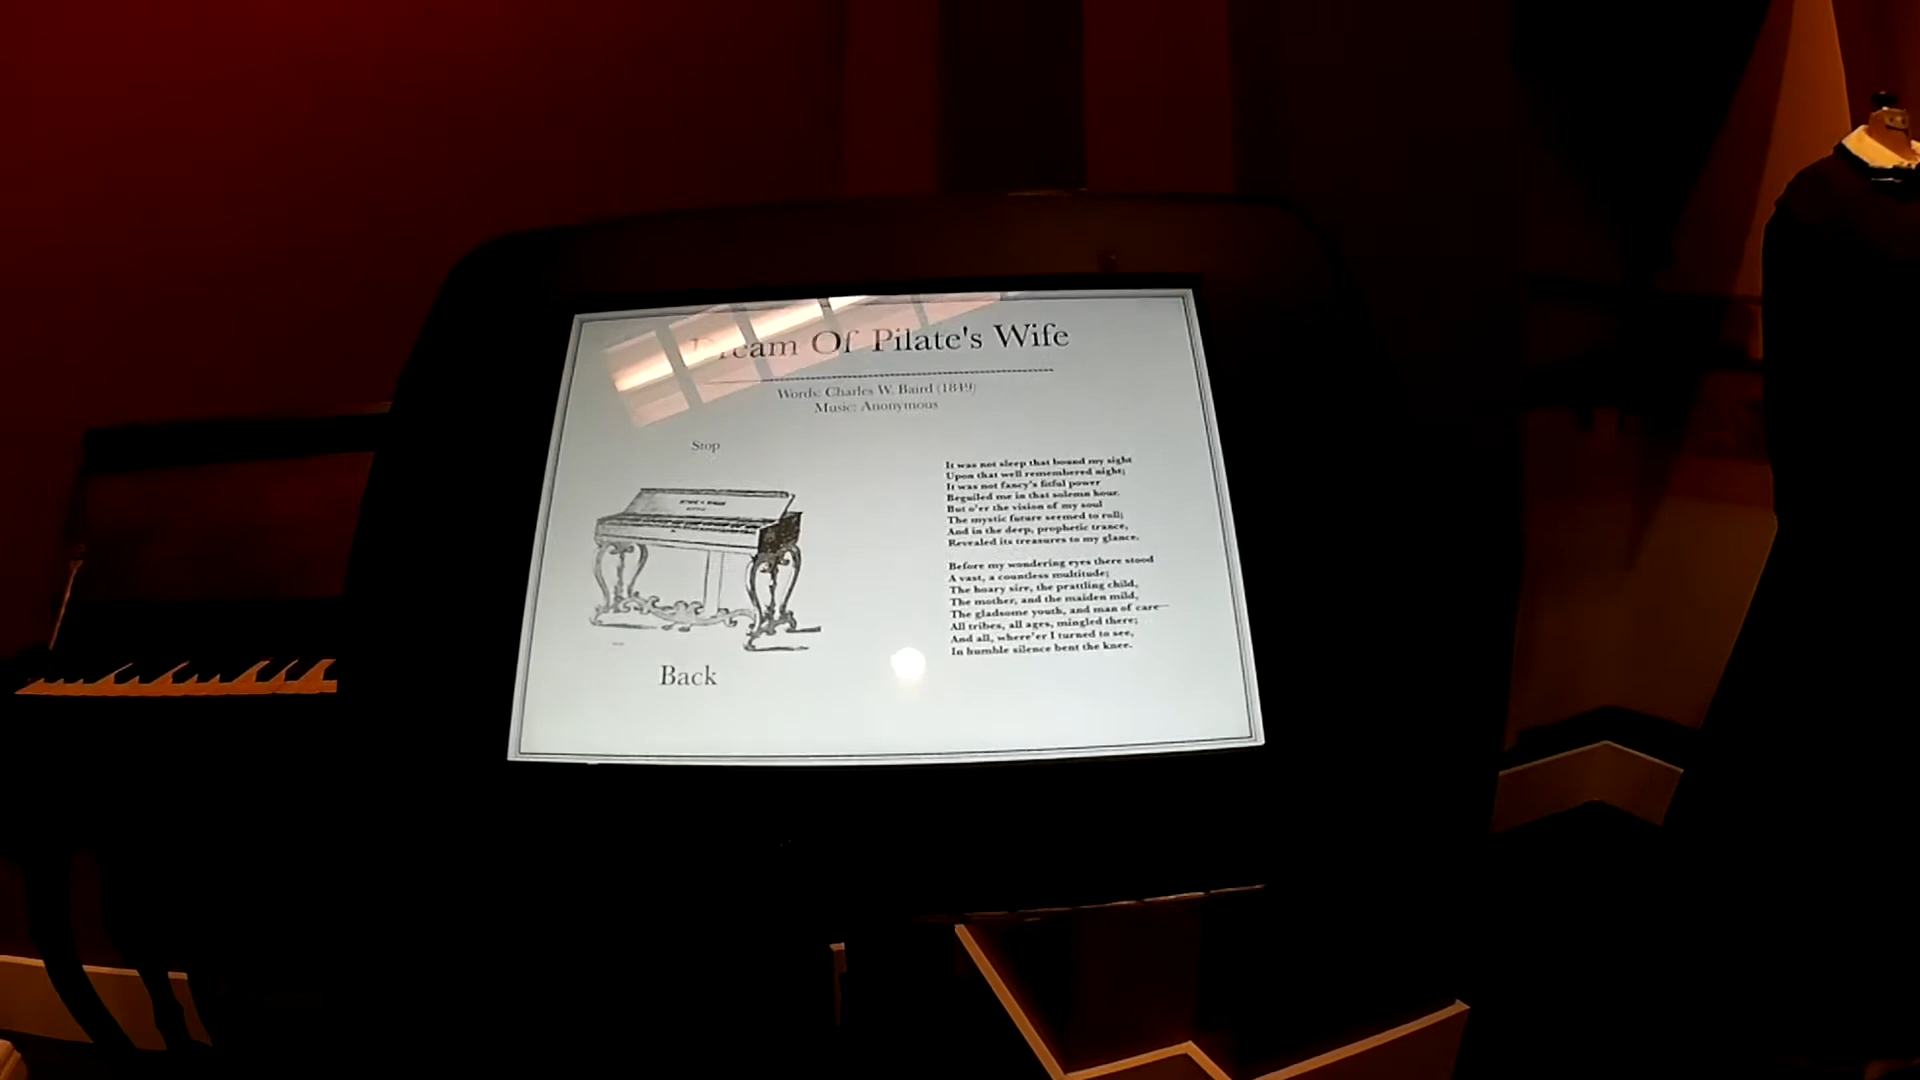 Dream Of Pilate's Wife
Words: Charles W. Baird (1849)
Music: Anonymous
Stop
It was not sleep that bound my sight
Upon that well remembered night;
It was not fancy's fitful power
Beguiled me in that solemn hour.
But o'er the vision of my soul
The mystic future seemed to roll;
And in the deep, prophetic trance,
Revealed its treasures to my glance.
Before my wondering eyes there stood
A vast, a countless multitude;
The hoary sire, the prattling child,
The mother, and the maiden mild,
The gladsome youth, and man of care—
All tribes, all ages, mingled there;
And all, where'er I turned to see,
In humble silence bent the knee.
Back